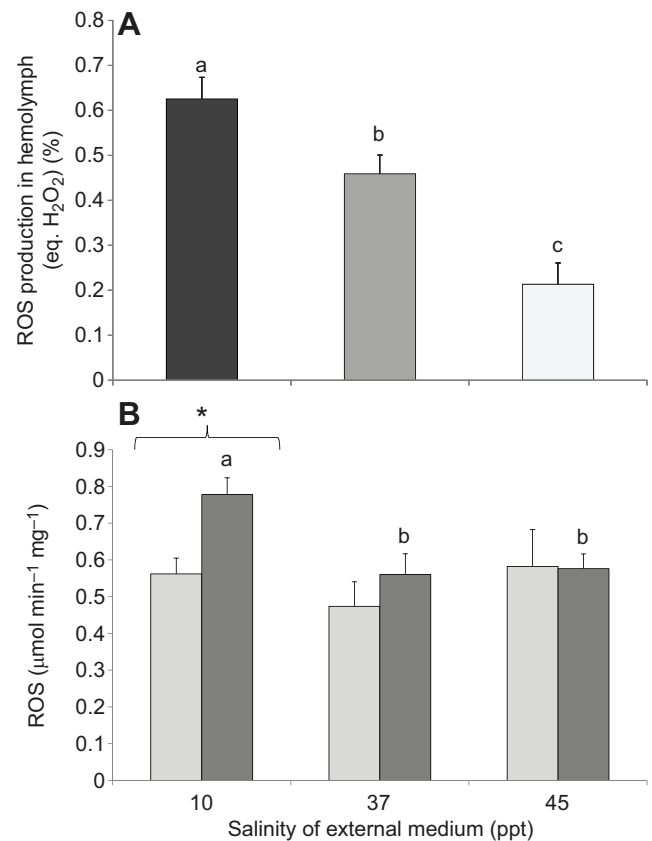 A
ROS production in hemolymph
(eq. H2O2) (%)
0.8
0.7
0.6
0.5
0.4
0.3
0.2
0.1
0
a
b
c
B
*
ROS (μmol min–1 mg–1)
0.9
0.8
0.7
0.6
0.5
0.4
0.3
0.2
0.1
0
a
b
b
10 37 45
Salinity of external medium (ppt)